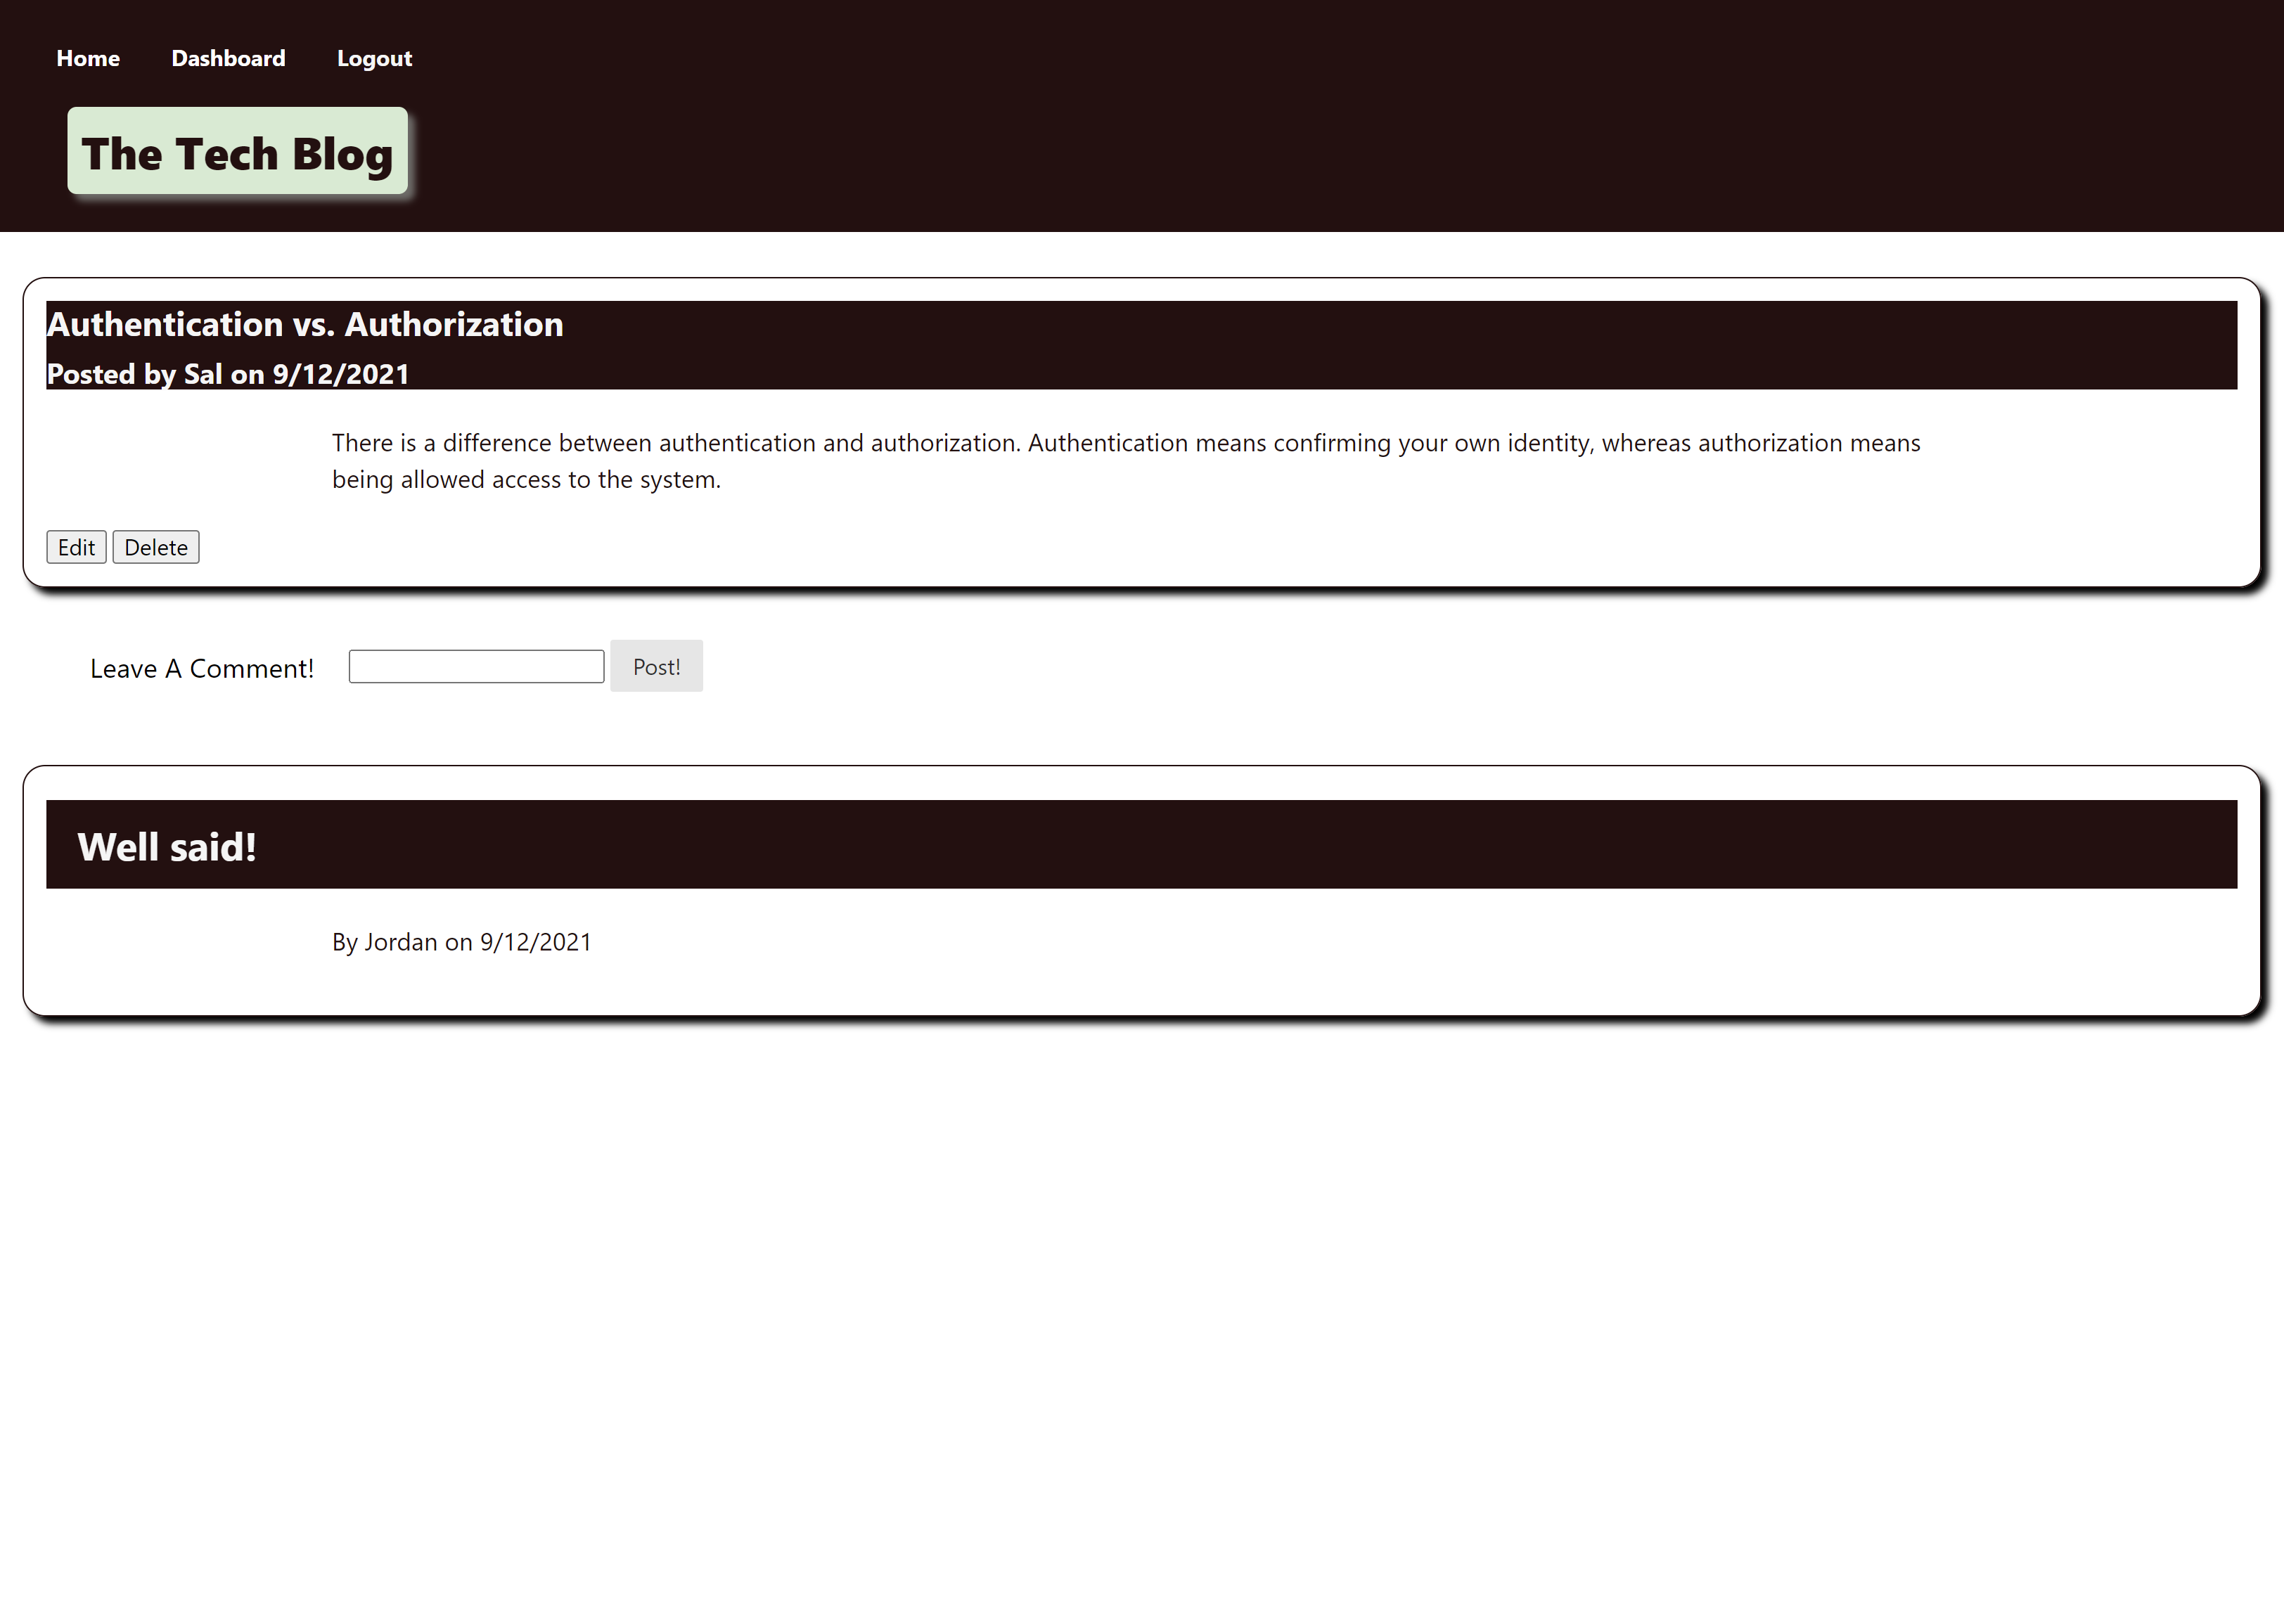 Home Dashboard Logout
The Tech Blog
Authentication vs. Authorization
Posted by Sal on 9/12/2021
There is a difference between authentication and authorization. Authentication means confirming your own identity, whereas authorization means
being allowed access to the system.
Edit Delete
Leave A Comment! Post!
Well said!
By Jordan on 9/12/2021